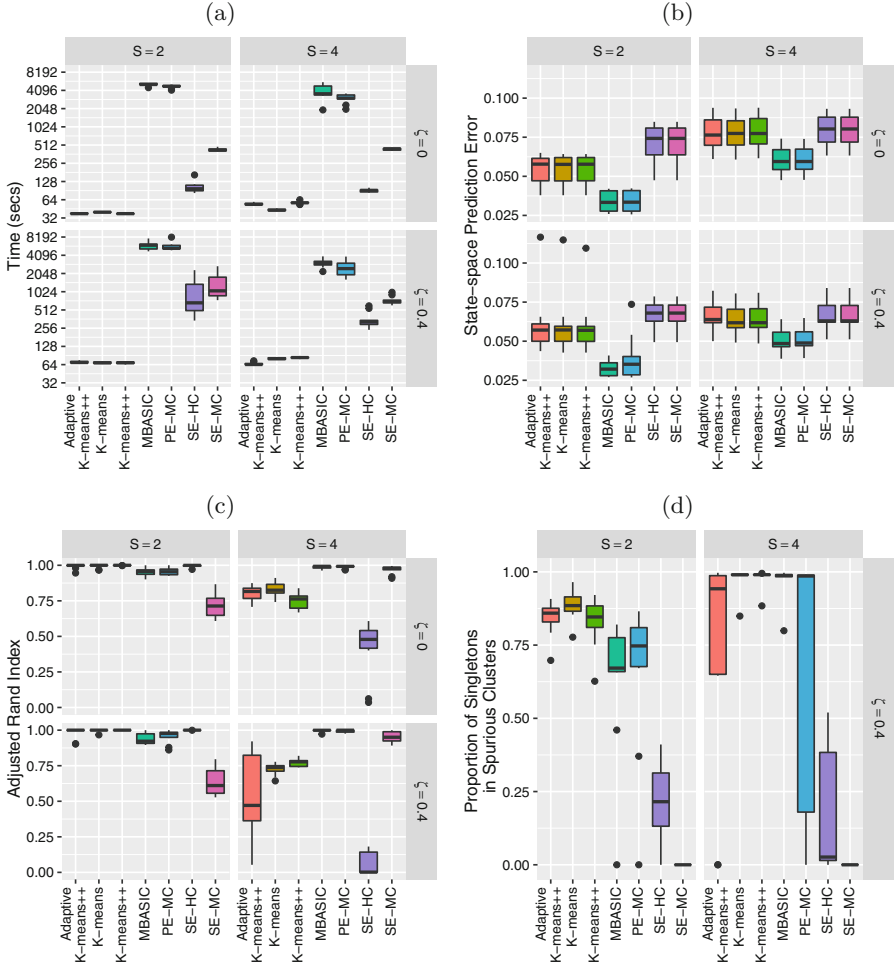 (a)
S = 2
S = 4
Time (secs)
8192
4096
2048
1024
512
256
128
64
32
ζ = 0
8192
4096
2048
1024
512
256
128
64
32
ζ = 0.4
Adaptive
K−means++
K−means
K−means++
MBASIC
PE−MC
SE−HC
SE−MC
Adaptive
K−means++
K−means
K−means++
MBASIC
PE−MC
SE−HC
SE−MC
(b)
S = 2
S = 4
State-space Prediction Error
0.100
0.075
0.050
0.025
ζ = 0
0.100
0.075
0.050
0.025
ζ = 0.4
Adaptive
K−means++
K−means
K−means++
MBASIC
PE−MC
SE−HC
SE−MC
Adaptive
K−means++
K−means
K−means++
MBASIC
PE−MC
SE−HC
SE−MC
(c)
S = 2
S = 4
Adjusted Rand Index
1.00
0.75
0.50
0.25
0.00
ζ = 0
1.00
0.75
0.50
0.25
0.00
ζ = 0.4
Adaptive
K−means++
K−means
K−means++
MBASIC
PE−MC
SE−HC
SE−MC
Adaptive
K−means++
K−means
K−means++
MBASIC
PE−MC
SE−HC
SE−MC
(d)
S = 2
S = 4
Proportion of Singletons
in Spurious Clusters
1.00
0.75
0.50
0.25
0.00
ζ = 0.4
Adaptive
K−means++
K−means
K−means++
MBASIC
PE−MC
SE−HC
SE−MC
Adaptive
K−means++
K−means
K−means++
MBASIC
PE−MC
SE−HC
SE−MC